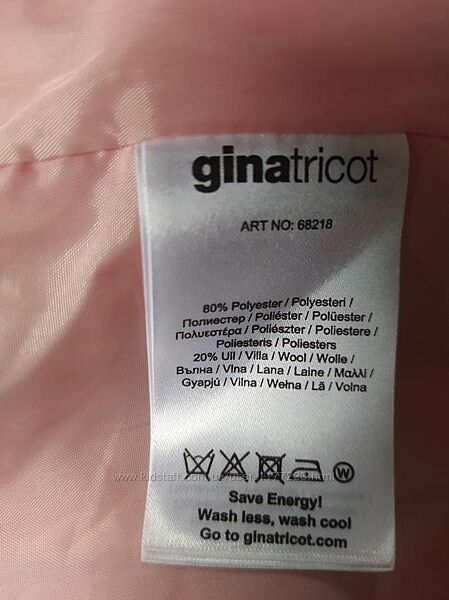 ginatricot
ART NO: 68218
80% Polyester / Polyesteri /
Полиестер / Poliéster / Polüester /
Πολυεστέρα / Poliészter / Poliestere /
Poliesteris / Poliesters
20% Ull / Villa / Wool / Wolle /
Вълна / Vlna / Lana / Laine / Μαλλί /
Gyapjú / Vilna / Wełna / Lã / Volna
W
Save Energy!
Wash less, wash cool
Go to ginatricot.com